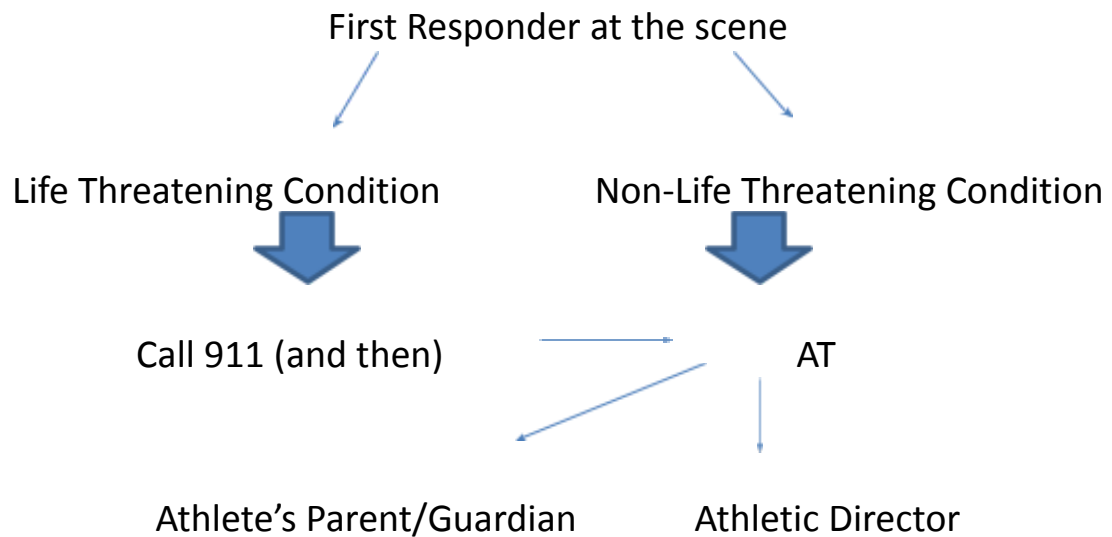 First Responder at the scene
Life Threatening Condition
Non-Life Threatening Condition
Call 911 (and then)
AT
Athlete’s Parent/Guardian
Athletic Director